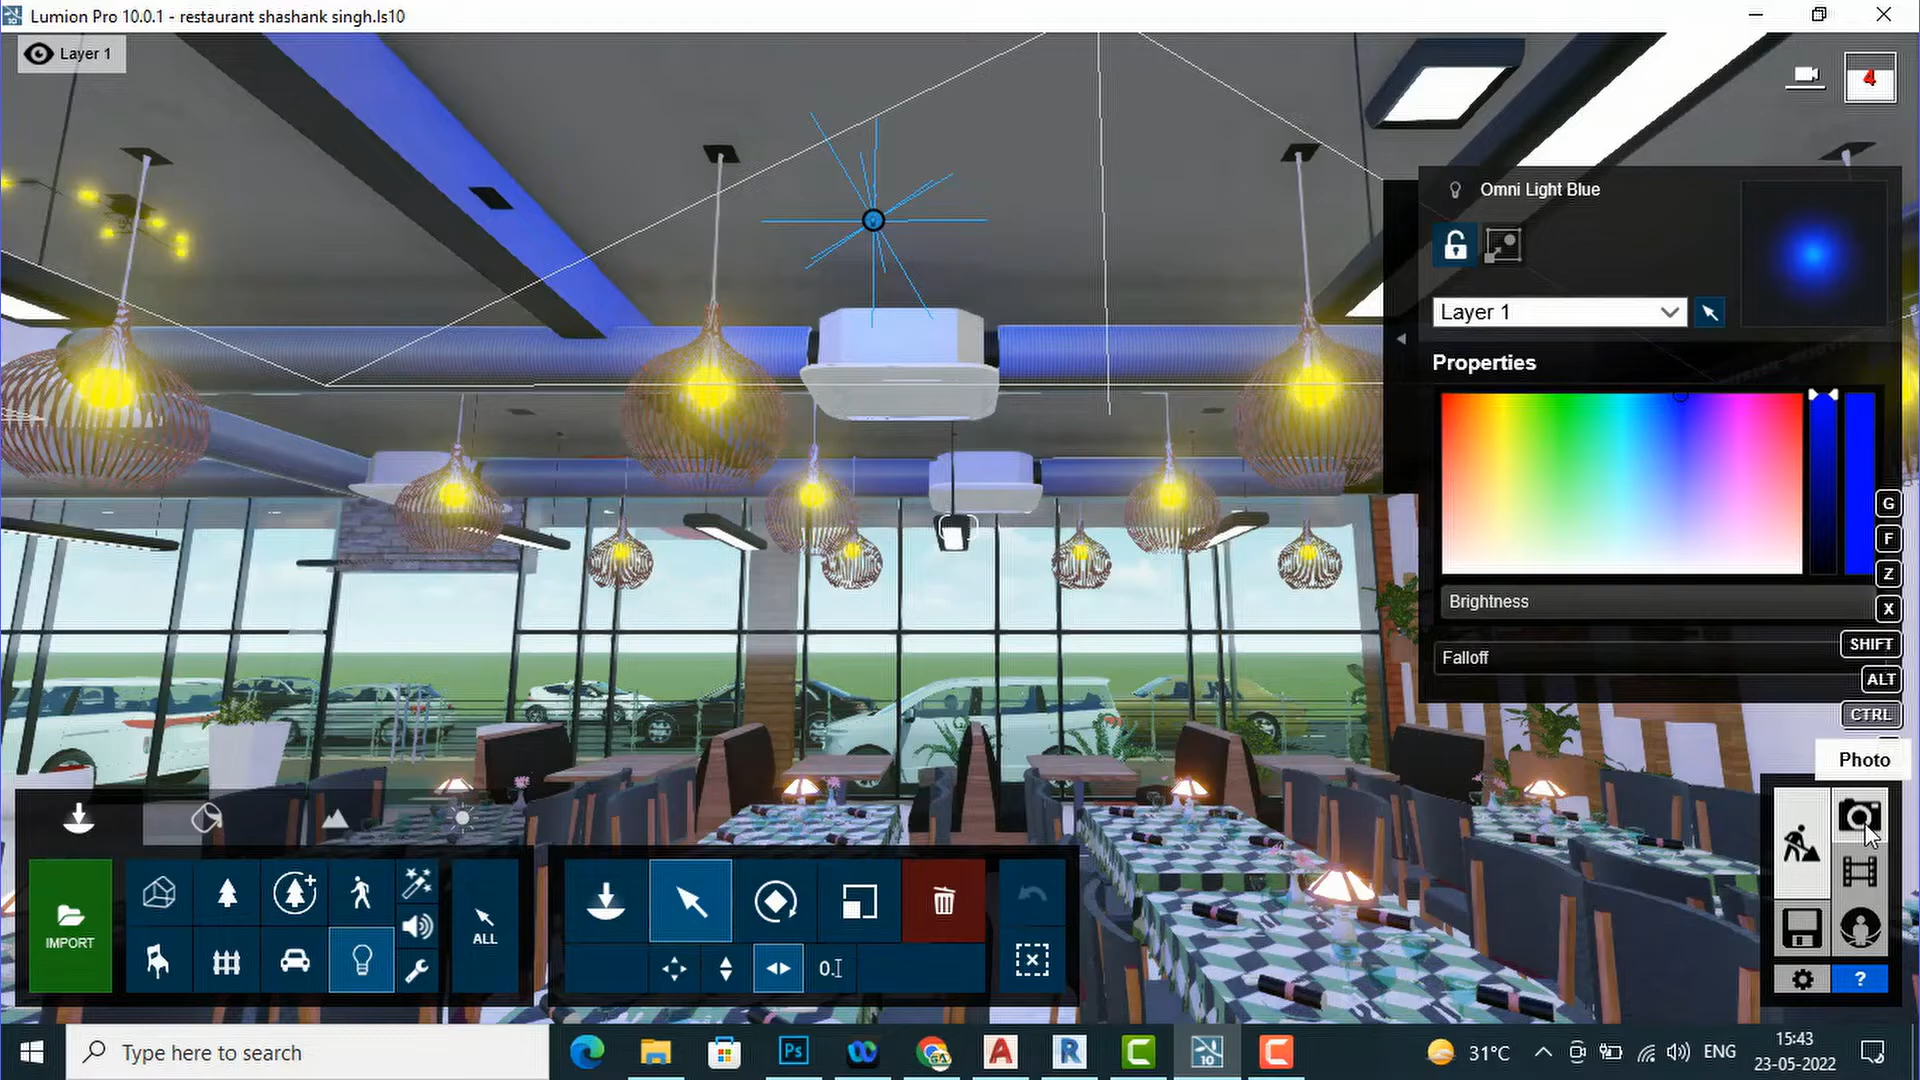 Lumion Pro 10.0.1 - restaurant shashank singh.ls10
Layer 1
4
Omni Light Blue
Layer 1
Properties
G
F
Z
Brightness
X
SHIFT
Falloff
ALT
CTRL
Photo
IMPORT
ALL
0.
?
Type here to search
Ps
A
R
C
10
C
31°C
ENG
15:43
23-05-2022